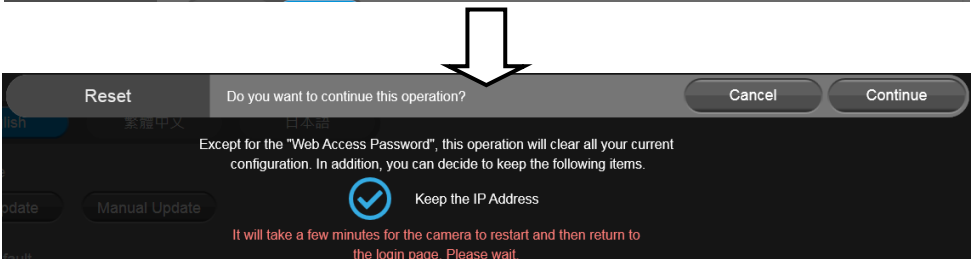 Reset
Do you want to continue this operation?
Cancel
Continue
lish
繁體中文
日本語
Except for the "Web Access Password", this operation will clear all your current
configuration. In addition, you can decide to keep the following items.
Keep the IP Address
pdate
Manual Update
It will take a few minutes for the camera to restart and then return to
the login page. Please wait.